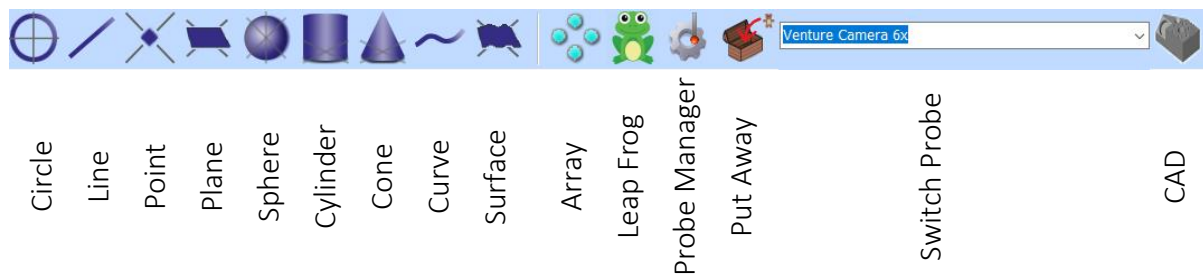 Venture Camera 6x
Circle
Line
Point
Plane
Sphere
Cylinder
Cone
Curve
Surface
Array
Leap Frog
Probe Manager
Put Away
Switch Probe
CAD